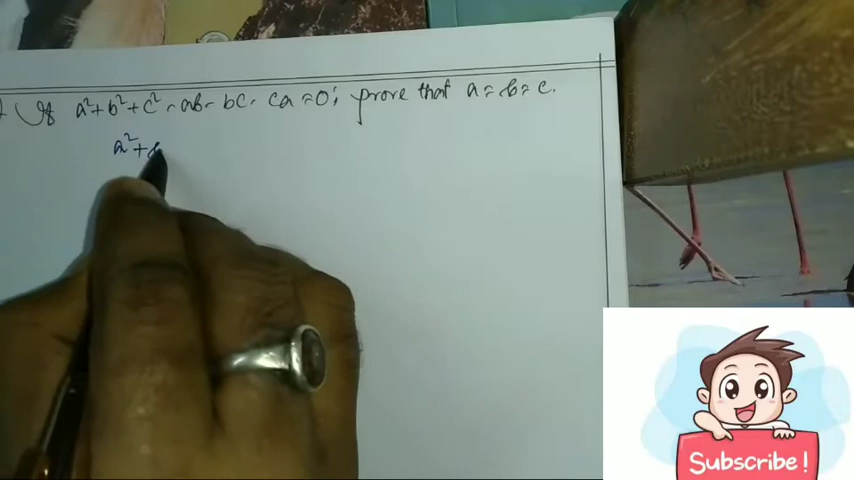 If a²+b²+c²-ab-bc-ca=0; prove that a=b=c.
a²+
Subscribe!